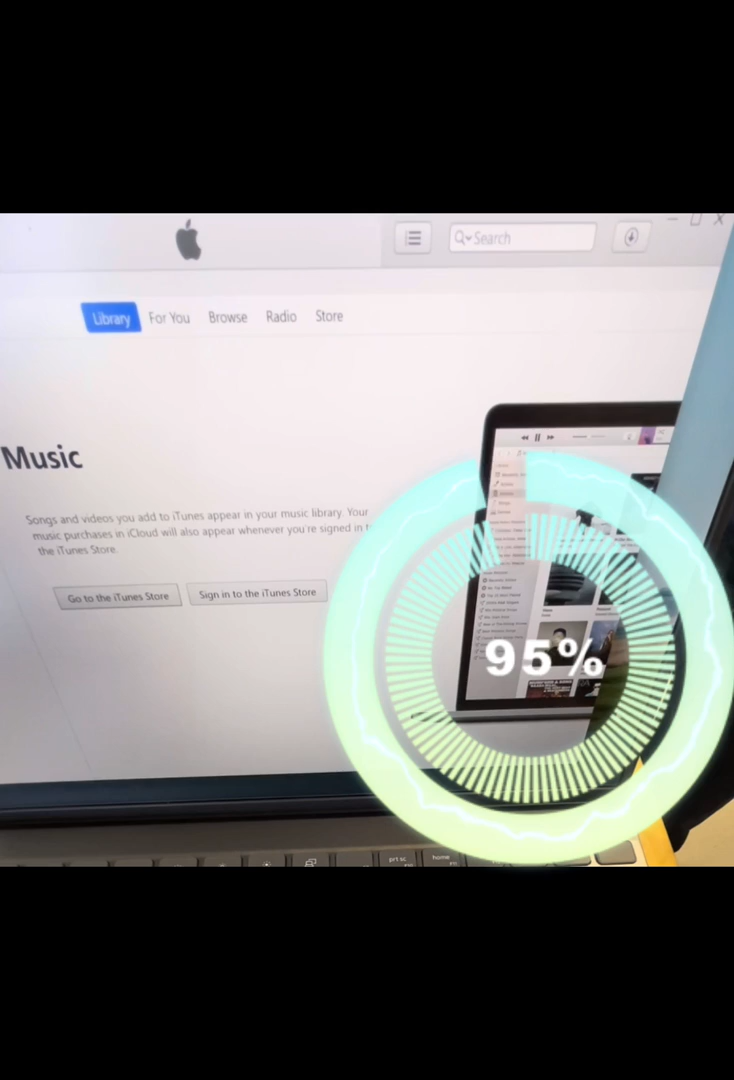 Search
Library
For You
Browse
Radio
Store
Music
Songs and videos you add to iTunes appear in your music library. Your
music purchases in iCloud will also appear whenever you're signed in
the iTunes Store.
Go to the iTunes Store
Sign in to the iTunes Store
95%
prt sc
home